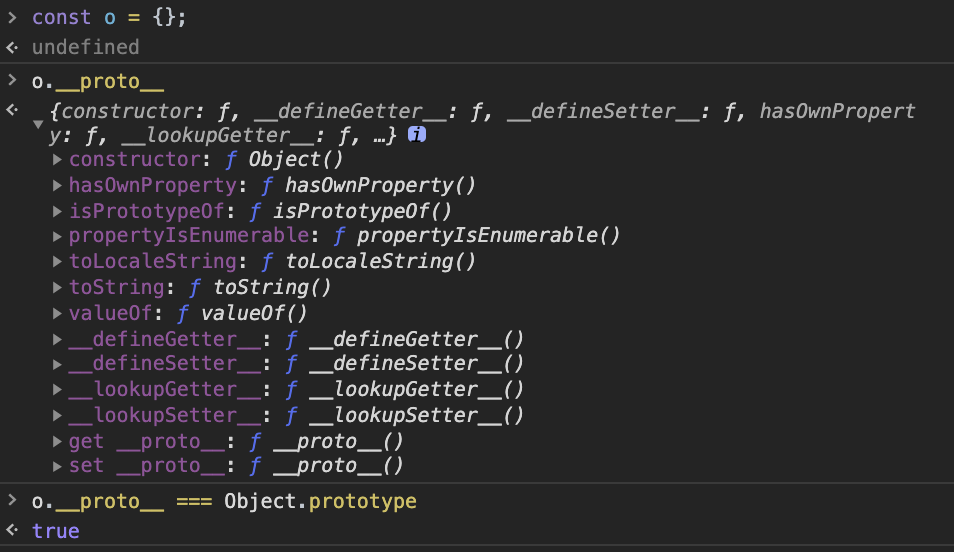 > const o = {};
undefined
> o.__proto__
{constructor: ƒ, __defineGetter__: ƒ, __defineSetter__: ƒ, hasOwnPropert
y: ƒ, __lookupGetter__: ƒ, …} i
constructor: ƒ Object()
hasOwnProperty: ƒ hasOwnProperty()
isPrototypeOf: ƒ isPrototypeOf()
propertyIsEnumerable: ƒ propertyIsEnumerable()
toLocaleString: ƒ toLocaleString()
toString: ƒ toString()
valueOf: ƒ valueOf()
__defineGetter__: ƒ __defineGetter__()
__defineSetter__: ƒ __defineSetter__()
__lookupGetter__: ƒ __lookupGetter__()
__lookupSetter__: ƒ __lookupSetter__()
get __proto__: ƒ __proto__()
set __proto__: ƒ __proto__()
> o.__proto__ === Object.prototype
true